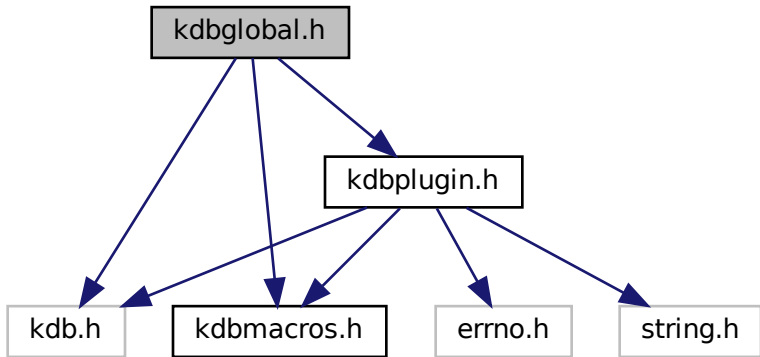 kdbglobal.h
kdbplugin.h
kdb.h
kdbmacros.h
errno.h
string.h